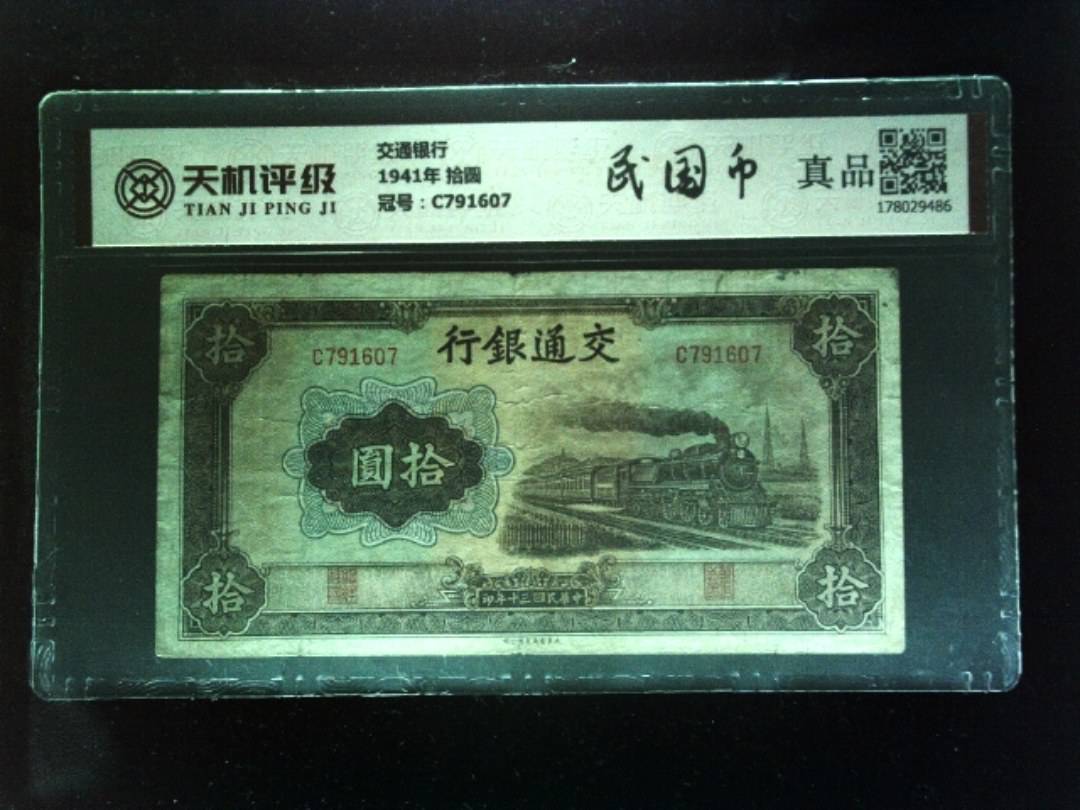 天机评级
TIAN JI PING JI
交通银行
1941年 拾圆
冠号：C791607
民国币
真品
178029486
拾
拾
C791607
行銀通交
C791607
圓拾
拾
拾
印年十三國民華中